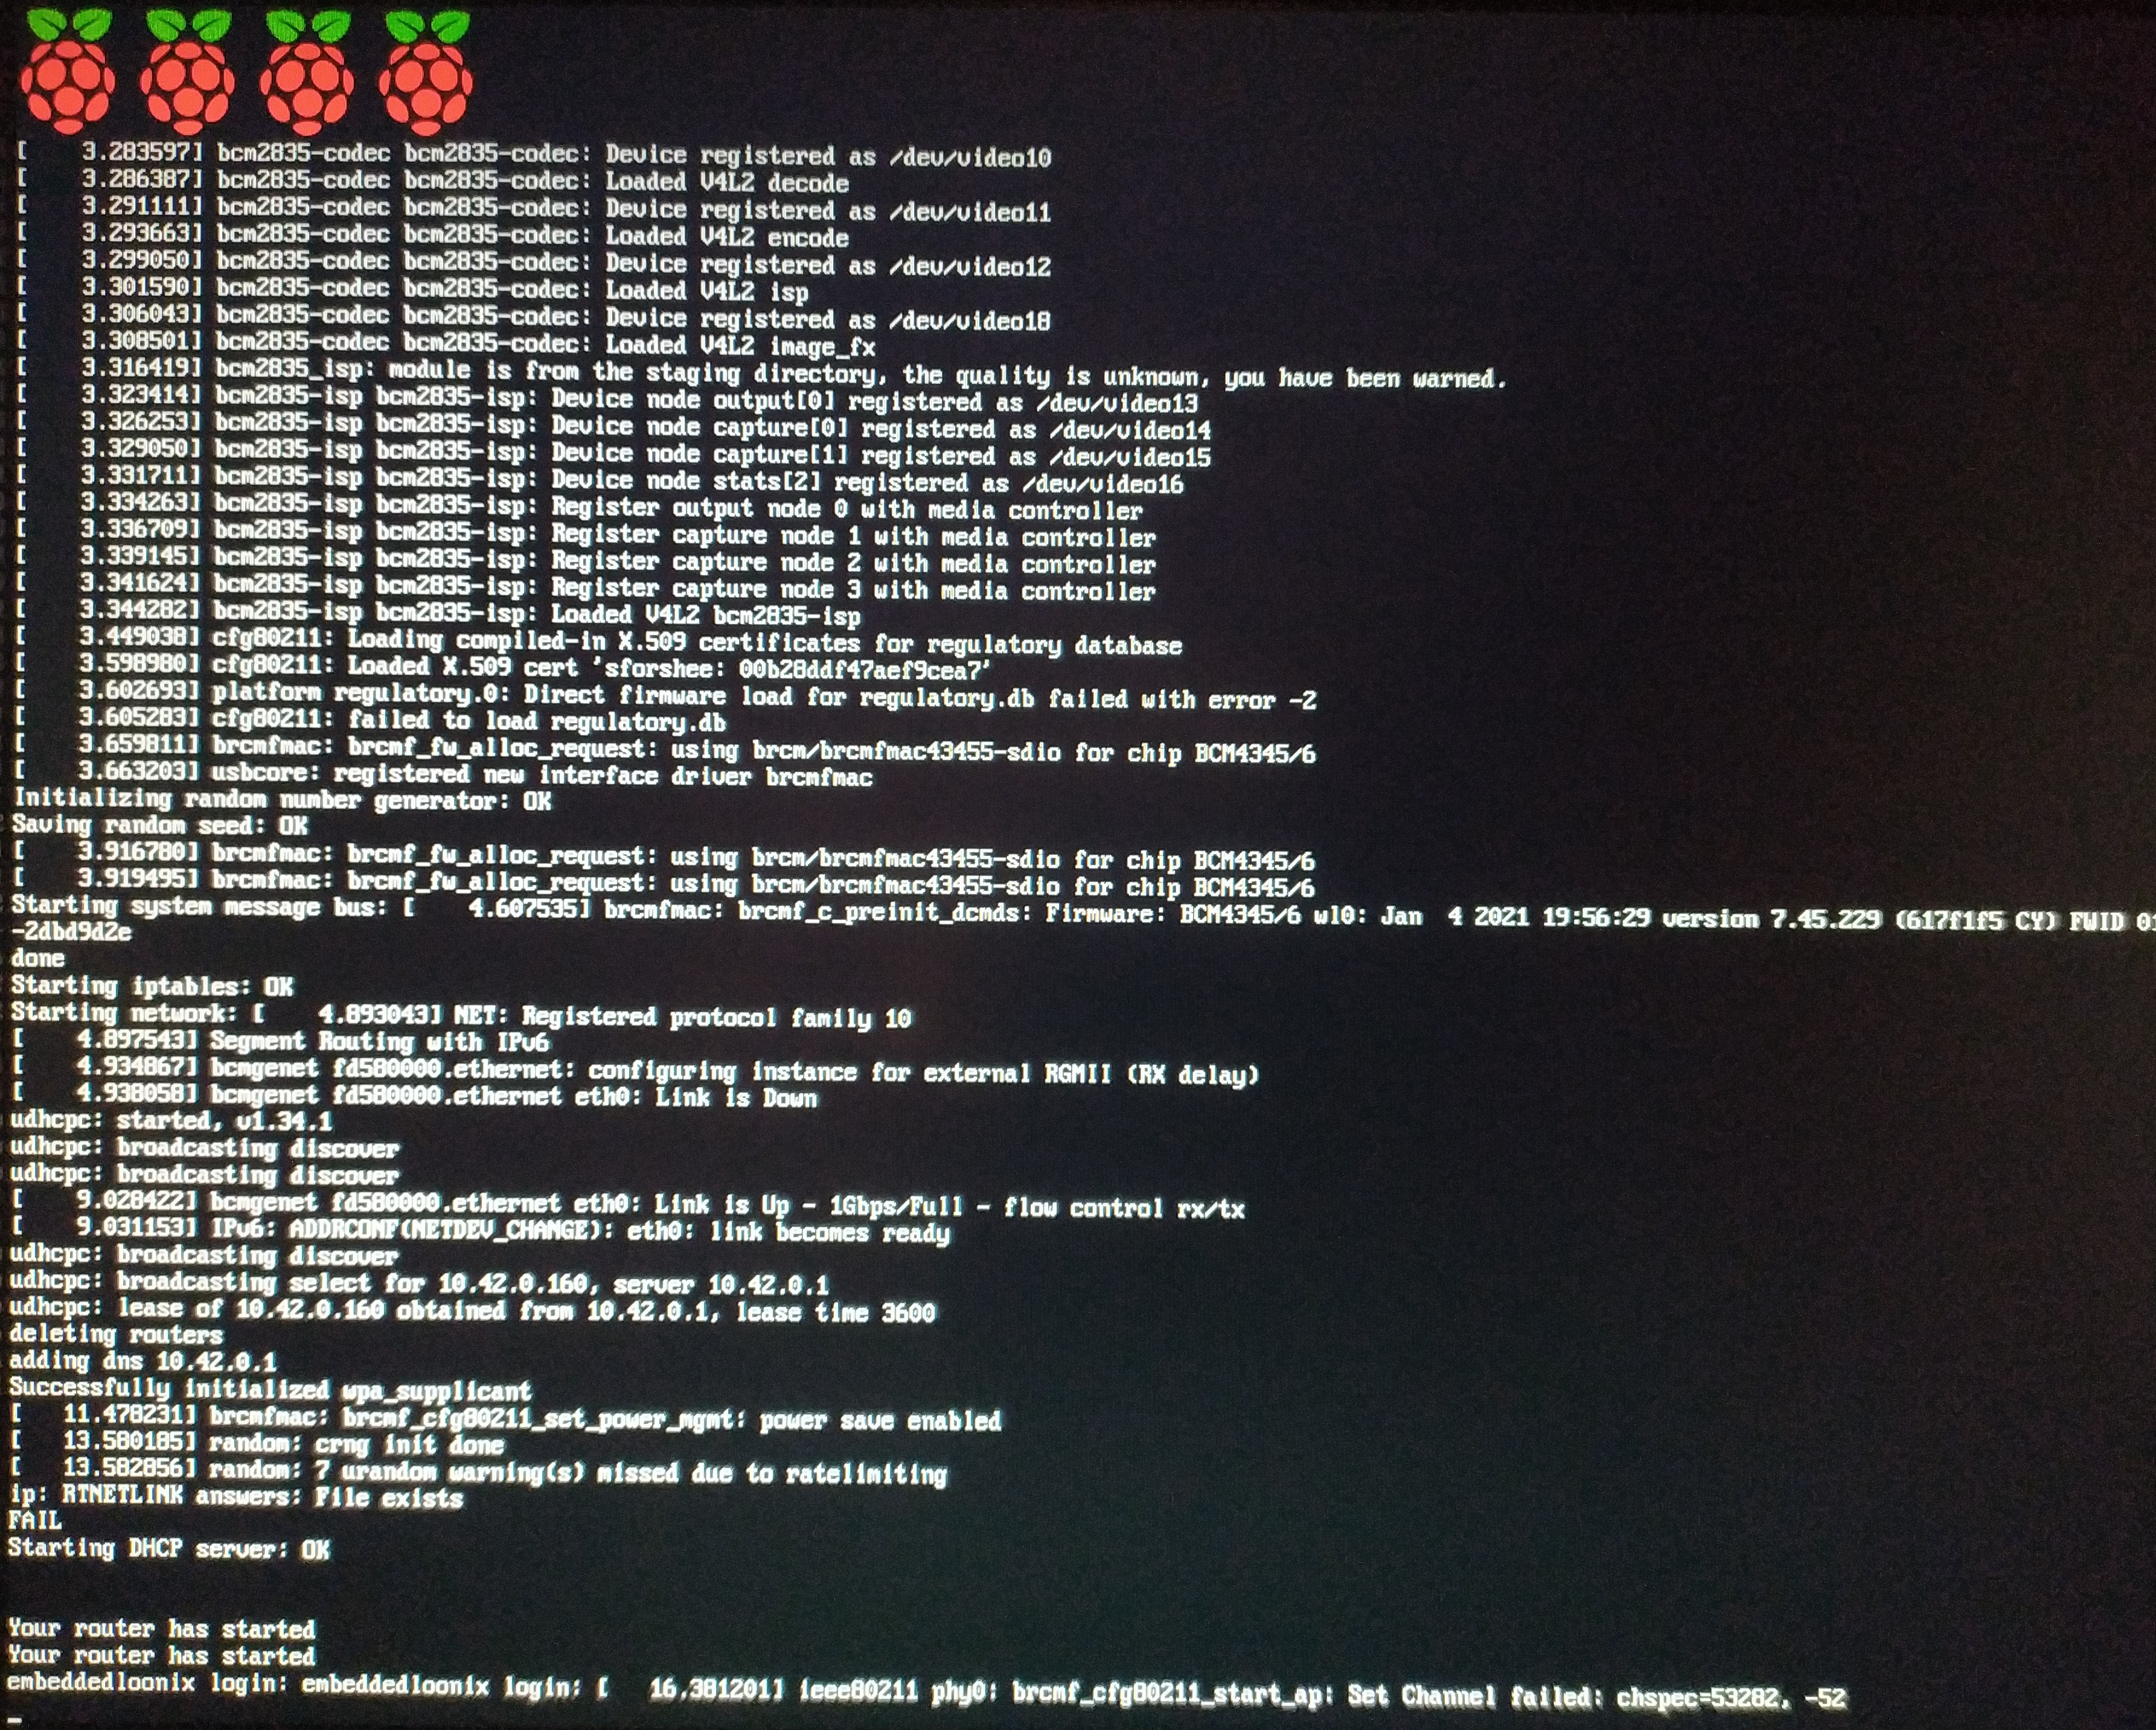 [    3.283597] bcm2835-codec bcm2835-codec: Device registered as /dev/video10
[    3.286387] bcm2835-codec bcm2835-codec: Loaded V4L2 decode
[    3.291111] bcm2835-codec bcm2835-codec: Device registered as /dev/video11
[    3.293663] bcm2835-codec bcm2835-codec: Loaded V4L2 encode
[    3.299050] bcm2835-codec bcm2835-codec: Device registered as /dev/video12
[    3.301590] bcm2835-codec bcm2835-codec: Loaded V4L2 isp
[    3.306043] bcm2835-codec bcm2835-codec: Device registered as /dev/video18
[    3.308501] bcm2835-codec bcm2835-codec: Loaded V4L2 image_fx
[    3.316419] bcm2835_isp: module is from the staging directory, the quality is unknown, you have been warned.
[    3.323414] bcm2835-isp bcm2835-isp: Device node output[0] registered as /dev/video13
[    3.326253] bcm2835-isp bcm2835-isp: Device node capture[0] registered as /dev/video14
[    3.329050] bcm2835-isp bcm2835-isp: Device node capture[1] registered as /dev/video15
[    3.331711] bcm2835-isp bcm2835-isp: Device node stats[2] registered as /dev/video16
[    3.334263] bcm2835-isp bcm2835-isp: Register output node 0 with media controller
[    3.336709] bcm2835-isp bcm2835-isp: Register capture node 1 with media controller
[    3.339145] bcm2835-isp bcm2835-isp: Register capture node 2 with media controller
[    3.341624] bcm2835-isp bcm2835-isp: Register capture node 3 with media controller
[    3.344282] bcm2835-isp bcm2835-isp: Loaded V4L2 bcm2835-isp
[    3.449038] cfg80211: Loading compiled-in X.509 certificates for regulatory database
[    3.598980] cfg80211: Loaded X.509 cert 'sforshee: 00b28ddf47aef9cea7'
[    3.602693] platform regulatory.0: Direct firmware load for regulatory.db failed with error -2
[    3.605283] cfg80211: failed to load regulatory.db
[    3.659811] brcmfmac: brcmf_fw_alloc_request: using brcm/brcmfmac43455-sdio for chip BCM4345/6
[    3.663203] usbcore: registered new interface driver brcmfmac
Initializing random number generator: OK
Saving random seed: OK
[    3.916780] brcmfmac: brcmf_fw_alloc_request: using brcm/brcmfmac43455-sdio for chip BCM4345/6
[    3.919495] brcmfmac: brcmf_fw_alloc_request: using brcm/brcmfmac43455-sdio for chip BCM4345/6
Starting system message bus: [    4.607535] brcmfmac: brcmf_c_preinit_dcmds: Firmware: BCM4345/6 wl0: Jan  4 2021 19:56:29 version 7.45.229 (617f1f5 CY) FWID 01
-2dbd9d2e
done
Starting iptables: OK
Starting network: [    4.893043] NET: Registered protocol family 10
[    4.897543] Segment Routing with IPv6
[    4.934867] bcmgenet fd580000.ethernet: configuring instance for external RGMII (RX delay)
[    4.938058] bcmgenet fd580000.ethernet eth0: Link is Down
udhcpc: started, v1.34.1
udhcpc: broadcasting discover
udhcpc: broadcasting discover
[    9.028422] bcmgenet fd580000.ethernet eth0: Link is Up - 1Gbps/Full - flow control rx/tx
[    9.031153] IPv6: ADDRCONF(NETDEV_CHANGE): eth0: link becomes ready
udhcpc: broadcasting discover
udhcpc: broadcasting select for 10.42.0.160, server 10.42.0.1
udhcpc: lease of 10.42.0.160 obtained from 10.42.0.1, lease time 3600
deleting routers
adding dns 10.42.0.1
Successfully initialized wpa_supplicant
[   11.478231] brcmfmac: brcmf_cfg80211_set_power_mgmt: power save enabled
[   13.580185] random: crng init done
[   13.582856] random: 7 urandom warning(s) missed due to ratelimiting
ip: RTNETLINK answers: File exists
FAIL
Starting DHCP server: OK
Your router has started
Your router has started
embeddedloonix login: embeddedloonix login: [   16.381201] ieee80211 phy0: brcmf_cfg80211_start_ap: Set Channel failed: chspec=53282, -52